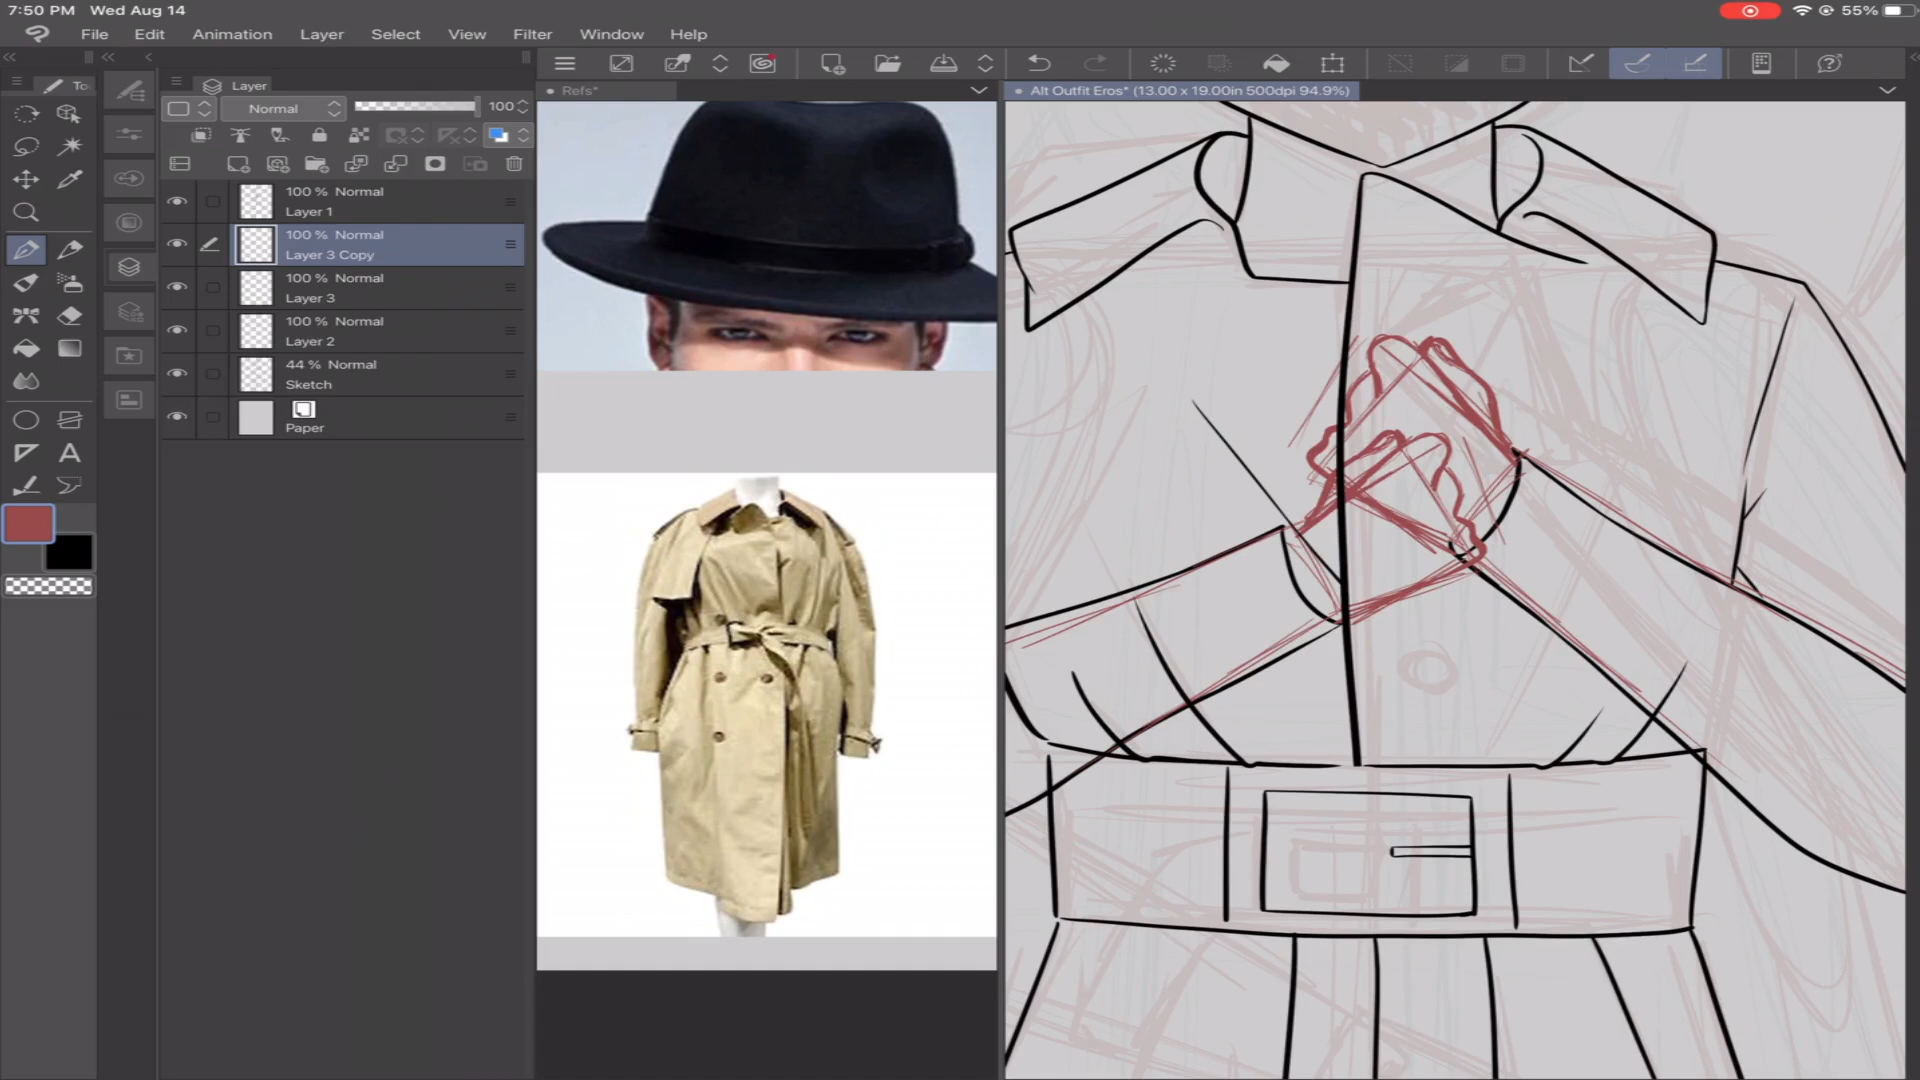 7:50 PM Wed Aug 14
55%
File Edit Animation Layer Select View Filter Window Help
To
Layer
Normal
100
100 % Normal
Layer 1
100 % Normal
Layer 3 Copy
100 % Normal
Layer 3
100 % Normal
Layer 2
44 % Normal
Sketch
Paper
Refs*
Alt Outfit Eros* (13.00 x 19.00in 500dpi 94.9%)